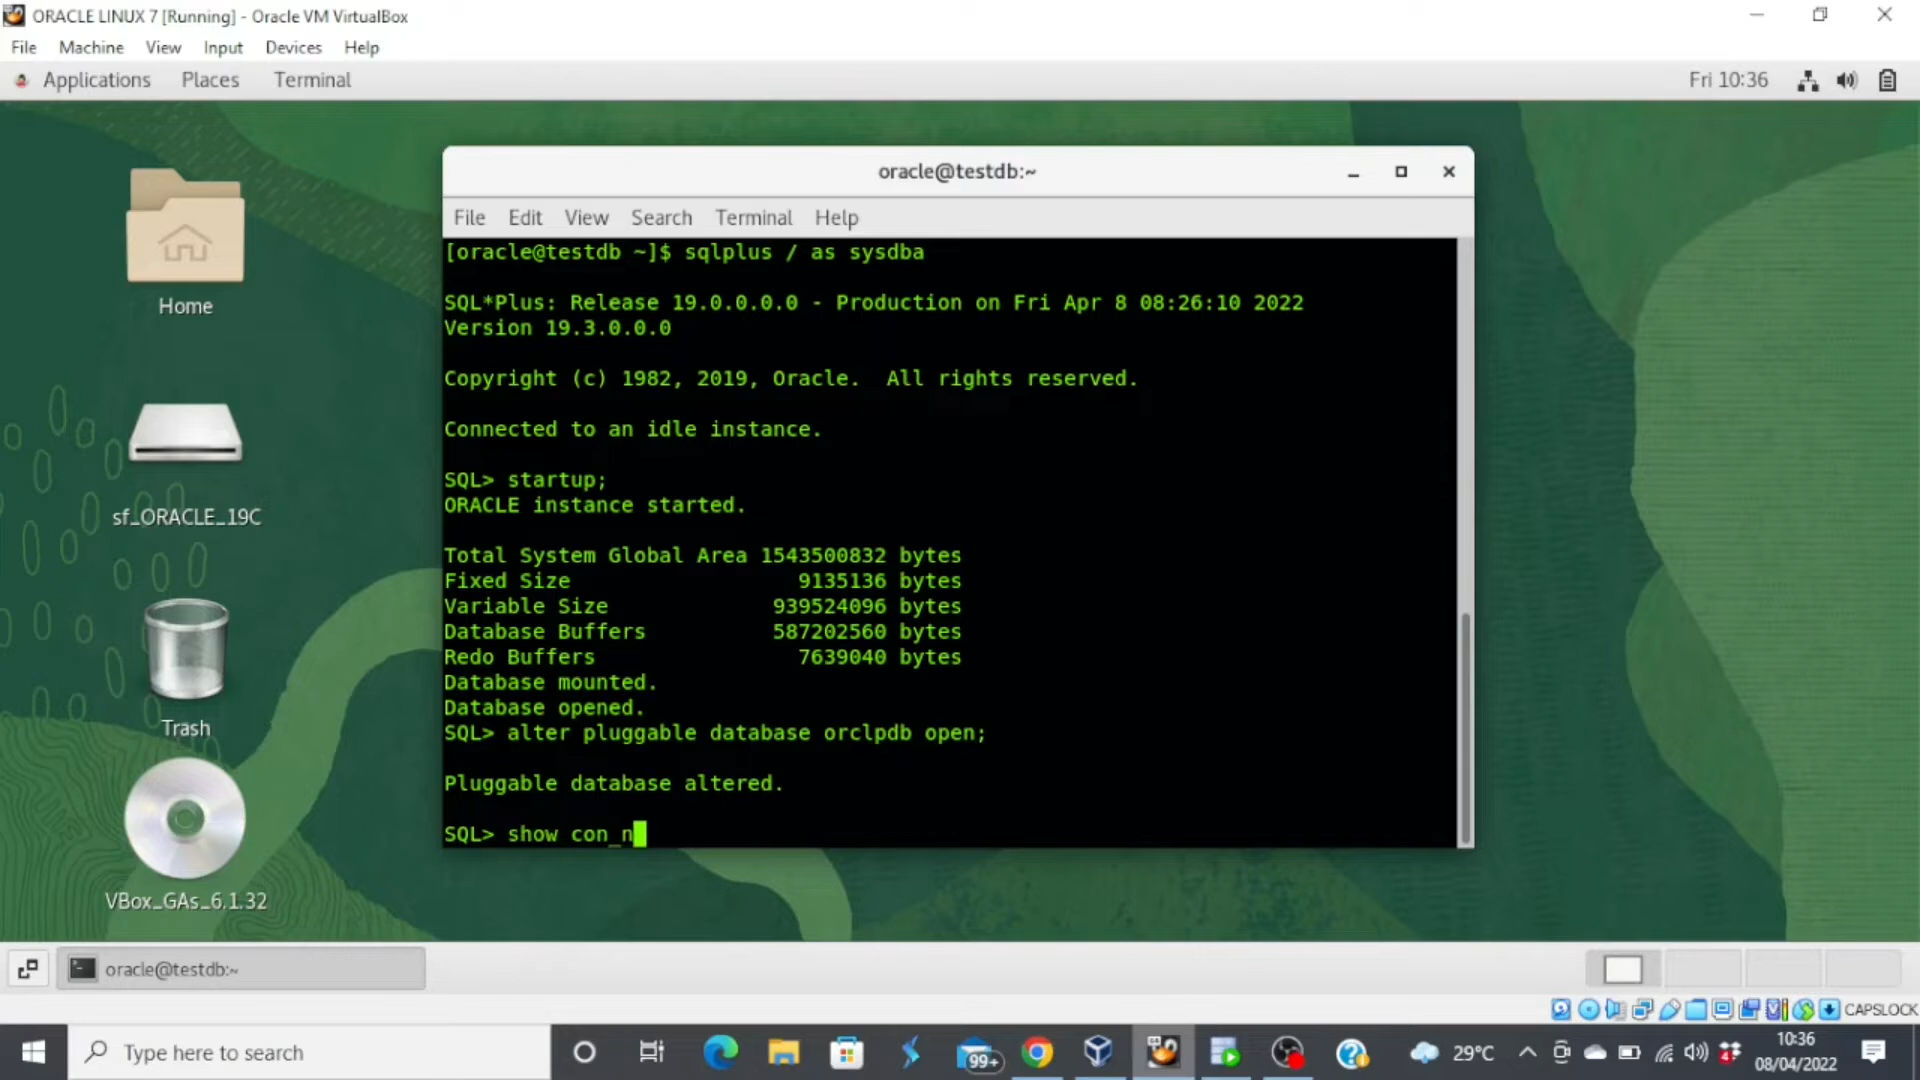 ORACLE LINUX 7 [Running] - Oracle VM VirtualBox
File Machine View Input Devices Help
Applications Places Terminal Fri 10:36
oracle@testdb:~
File Edit View Search Terminal Help
[oracle@testdb ~]$ sqlplus / as sysdba
SQL*Plus: Release 19.0.0.0.0 - Production on Fri Apr 8 08:26:10 2022
Version 19.3.0.0.0
Copyright (c) 1982, 2019, Oracle.  All rights reserved.
Connected to an idle instance.
SQL> startup;
ORACLE instance started.
Total System Global Area 1543500832 bytes
Fixed Size 9135136 bytes
Variable Size 939524096 bytes
Database Buffers 587202560 bytes
Redo Buffers 7639040 bytes
Database mounted.
Database opened.
SQL> alter pluggable database orclpdb open;
Pluggable database altered.
SQL> show con_n
Home
sf_ORACLE_19C
Trash
VBox_GAs_6.1.32
oracle@testdb:~
CAPSLOCK
Type here to search
99+
29°C
4
10:36
08/04/2022